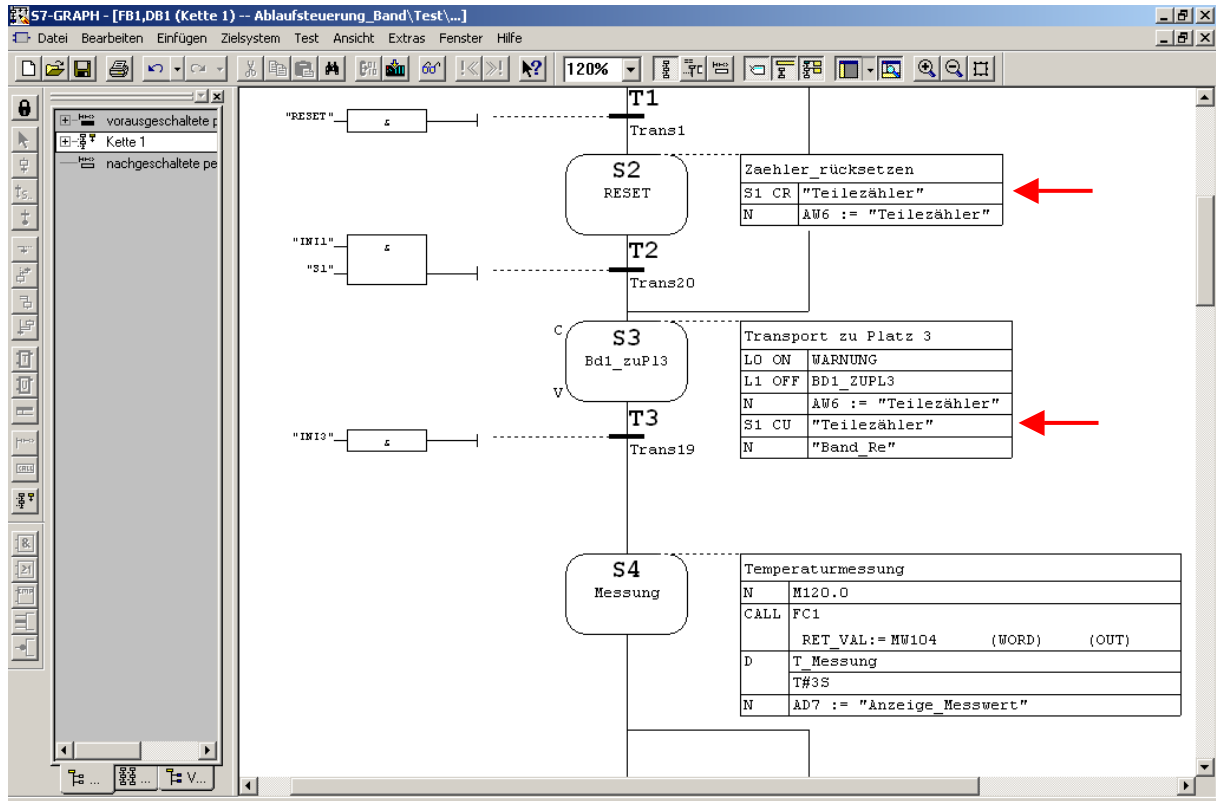 S7-GRAPH - [FB1,DB1 (Kette 1) -- Ablaufsteuerung_Band\Test\...]
Datei Bearbeiten Einfügen Zielsystem Test Ansicht Extras Fenster Hilfe
120%
vorausgeschaltete p
Kette 1
nachgeschaltete pe
T1
"RESET"
&
Trans1
S2
RESET
Zaehler_rücksetzen
S1 CR "Teilezähler"
N AW6 := "Teilezähler"
"INI1"
&
"S1"
T2
Trans20
C
S3
Bd1_zuPl3
V
Transport zu Platz 3
L0 ON WARNUNG
L1 OFF BD1_ZUPL3
N AW6 := "Teilezähler"
S1 CU "Teilezähler"
N "Band_Re"
T3
"INI3"
&
Trans19
S4
Messung
Temperaturmessung
N M120.0
CALL FC1
RET_VAL:= MW104 (WORD) (OUT)
D T_Messung
T#3S
N AD7 := "Anzeige_Messwert"
... ... V...